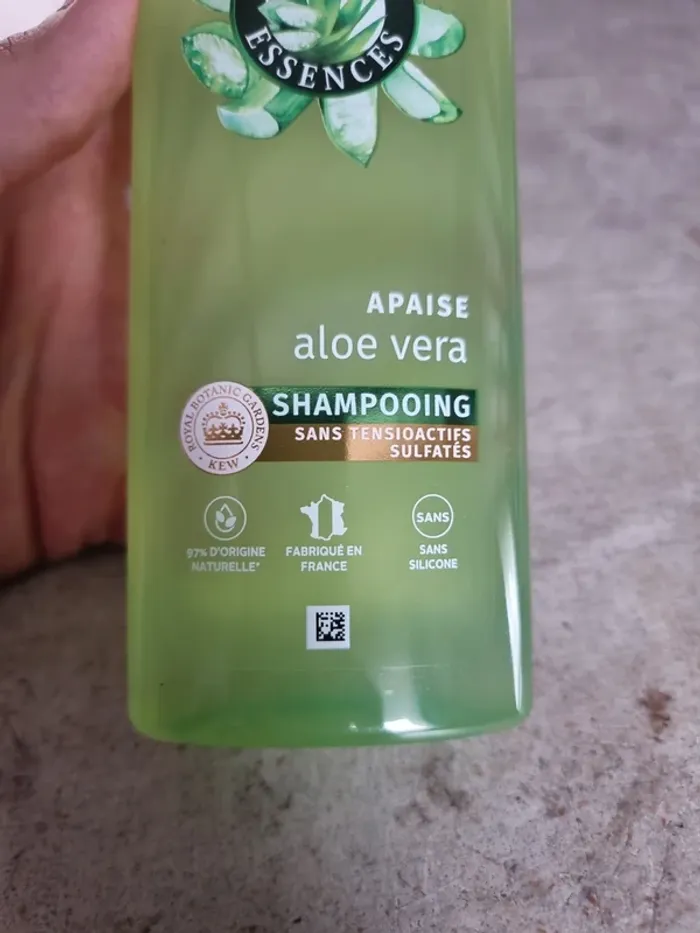 ESSENCES
APAISE
aloe vera
ROYAL BOTANIC GARDENS
KEW
SHAMPOOING
SANS TENSIOACTIFS
SULFATÉS
97% D'ORIGINE
NATURELLE*
FABRIQUÉ EN
FRANCE
SANS
SANS
SILICONE